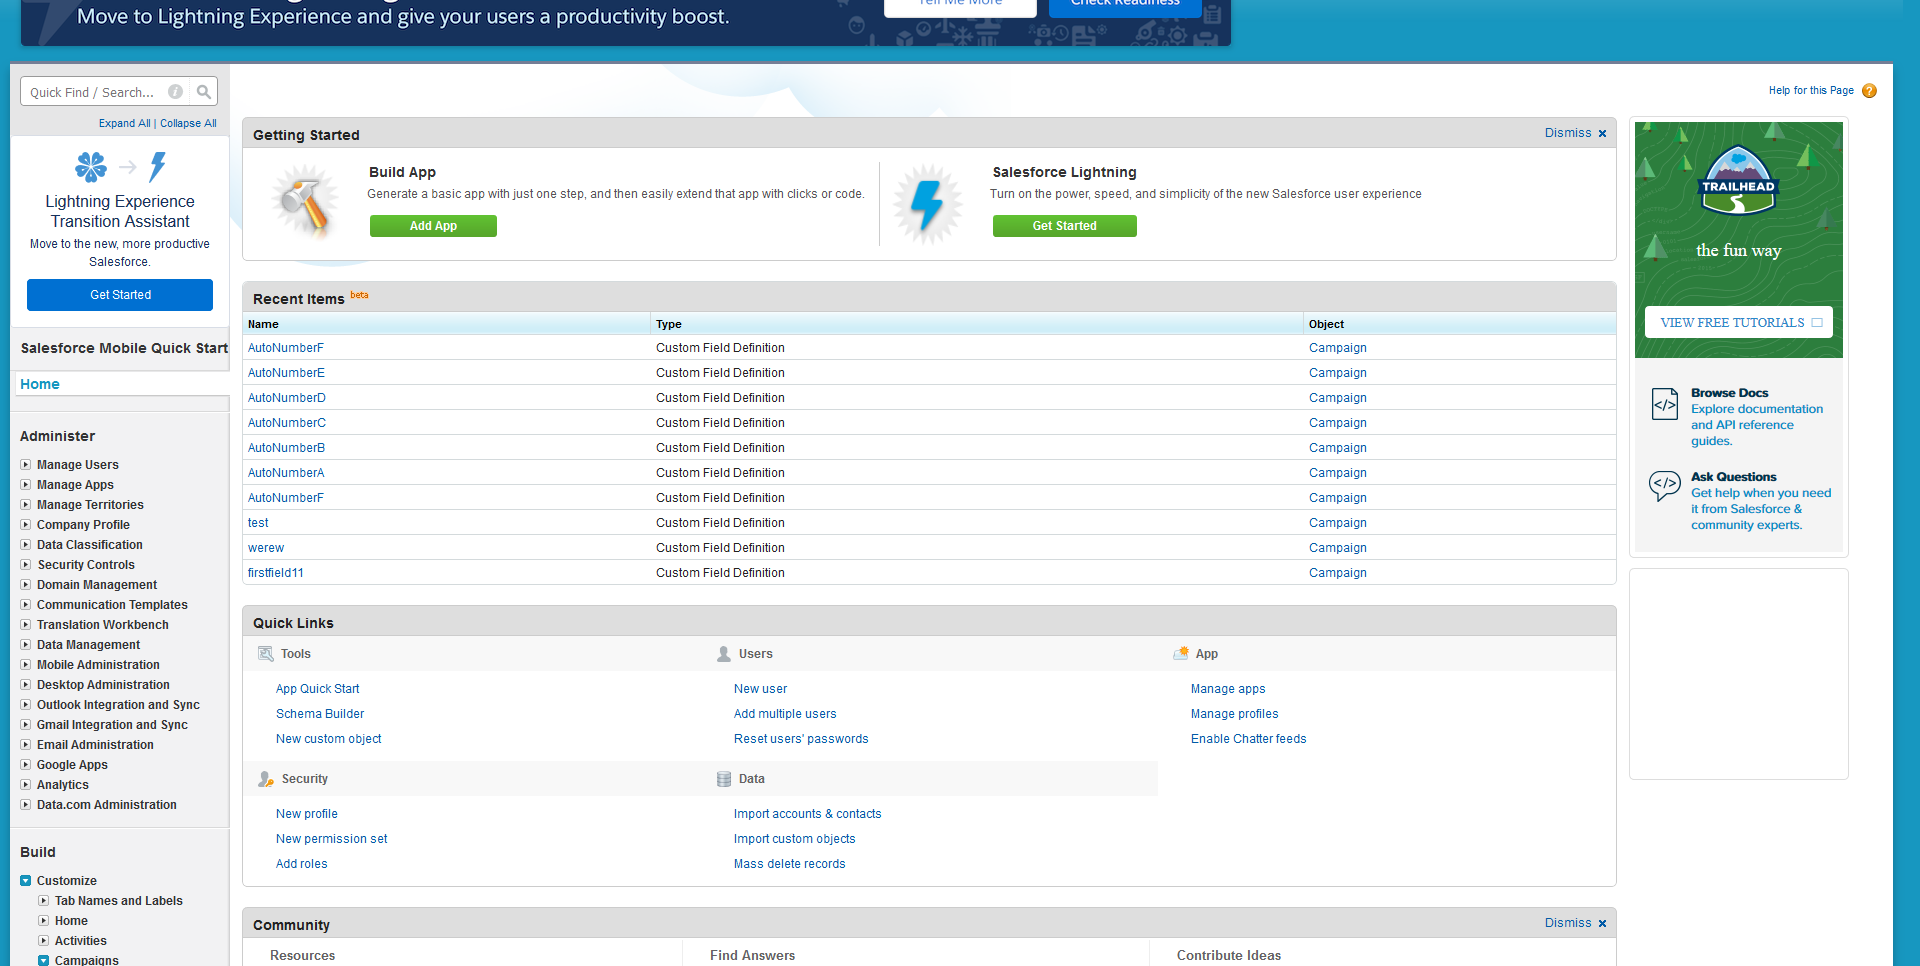 Move to Lightning Experience and give your users a productivity boost.
Tell Me More
Check Readiness
Quick Find / Search...
Expand All | Collapse All
Lightning Experience
Transition Assistant
Move to the new, more productive
Salesforce.
Get Started
Salesforce Mobile Quick Start
Home
Administer
Manage Users
Manage Apps
Manage Territories
Company Profile
Data Classification
Security Controls
Domain Management
Communication Templates
Translation Workbench
Data Management
Mobile Administration
Desktop Administration
Outlook Integration and Sync
Gmail Integration and Sync
Email Administration
Google Apps
Analytics
Data.com Administration
Build
Customize
Tab Names and Labels
Home
Activities
Campaigns
Help for this Page ?
Getting Started
Dismiss
Build App
Generate a basic app with just one step, and then easily extend that app with clicks or code.
Add App
Salesforce Lightning
Turn on the power, speed, and simplicity of the new Salesforce user experience
Get Started
Recent Items beta
Name Type Object
AutoNumberF Custom Field Definition Campaign
AutoNumberE Custom Field Definition Campaign
AutoNumberD Custom Field Definition Campaign
AutoNumberC Custom Field Definition Campaign
AutoNumberB Custom Field Definition Campaign
AutoNumberA Custom Field Definition Campaign
AutoNumberF Custom Field Definition Campaign
test Custom Field Definition Campaign
werew Custom Field Definition Campaign
firstfield11 Custom Field Definition Campaign
Quick Links
Tools
App Quick Start
Schema Builder
New custom object
Users
New user
Add multiple users
Reset users' passwords
App
Manage apps
Manage profiles
Enable Chatter feeds
Security
New profile
New permission set
Add roles
Data
Import accounts & contacts
Import custom objects
Mass delete records
Community
Dismiss
Resources
Find Answers
Contribute Ideas
TRAILHEAD
the fun way
VIEW FREE TUTORIALS
Browse Docs
Explore documentation
and API reference
guides.
Ask Questions
Get help when you need
it from Salesforce &
community experts.